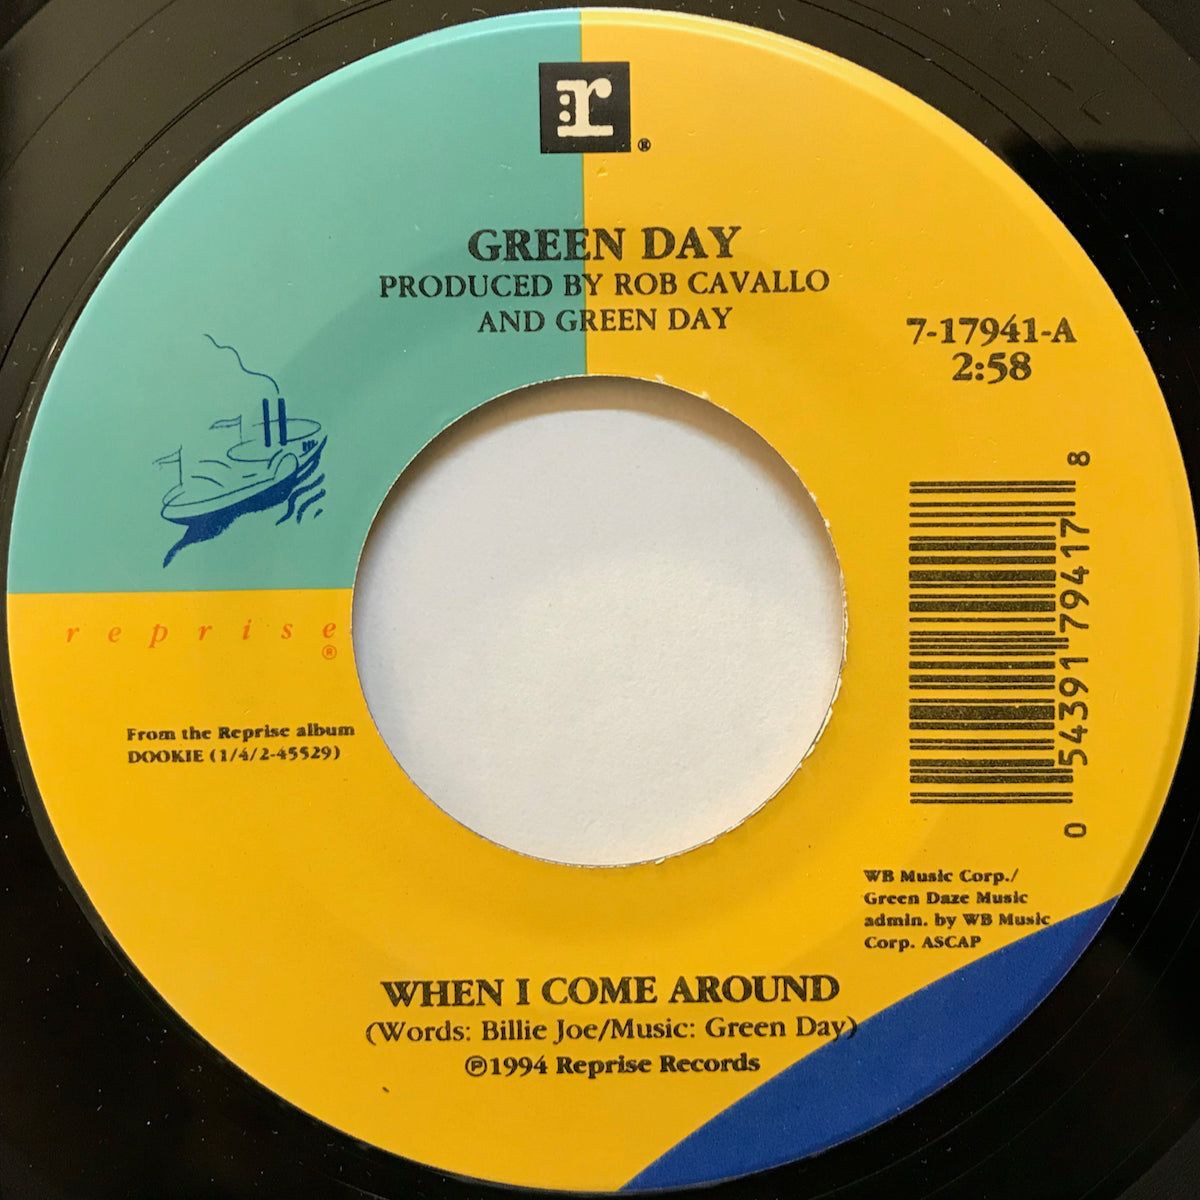 :r®
GREEN DAY
PRODUCED BY ROB CAVALLO
AND GREEN DAY
7-17941-A
2:58
reprise®
From the Reprise album
DOOKIE (1/4/2-45529)
0 54391 79417 8
WB Music Corp./
Green Daze Music
admin. by WB Music
Corp. ASCAP
WHEN I COME AROUND
(Words: Billie Joe/Music: Green Day)
℗1994 Reprise Records